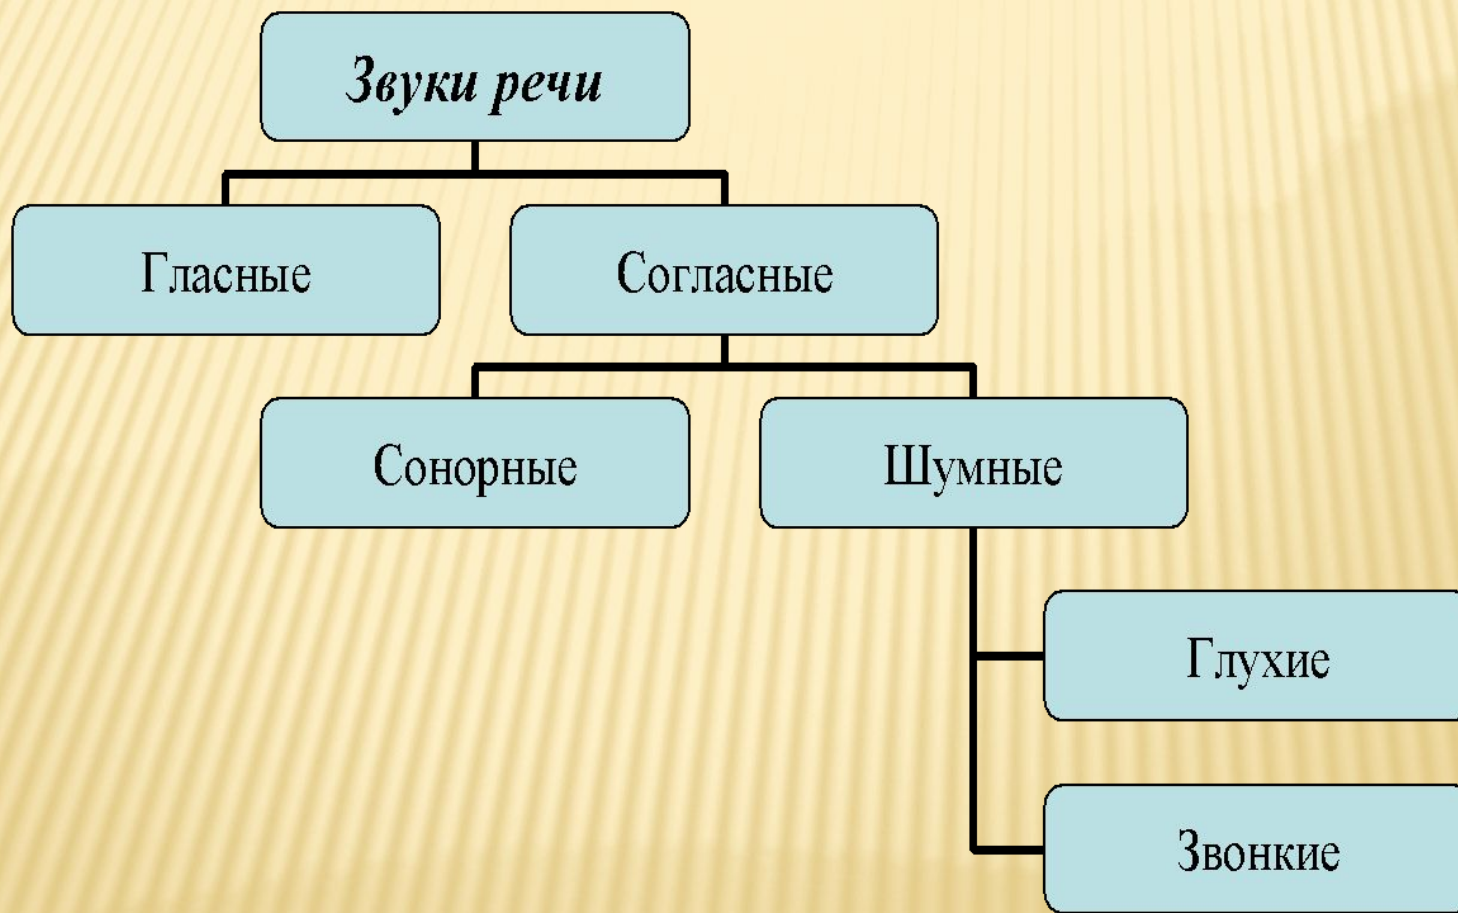 Звуки речи
Гласные
Согласные
Сонорные
Шумные
Глухие
Звонкие